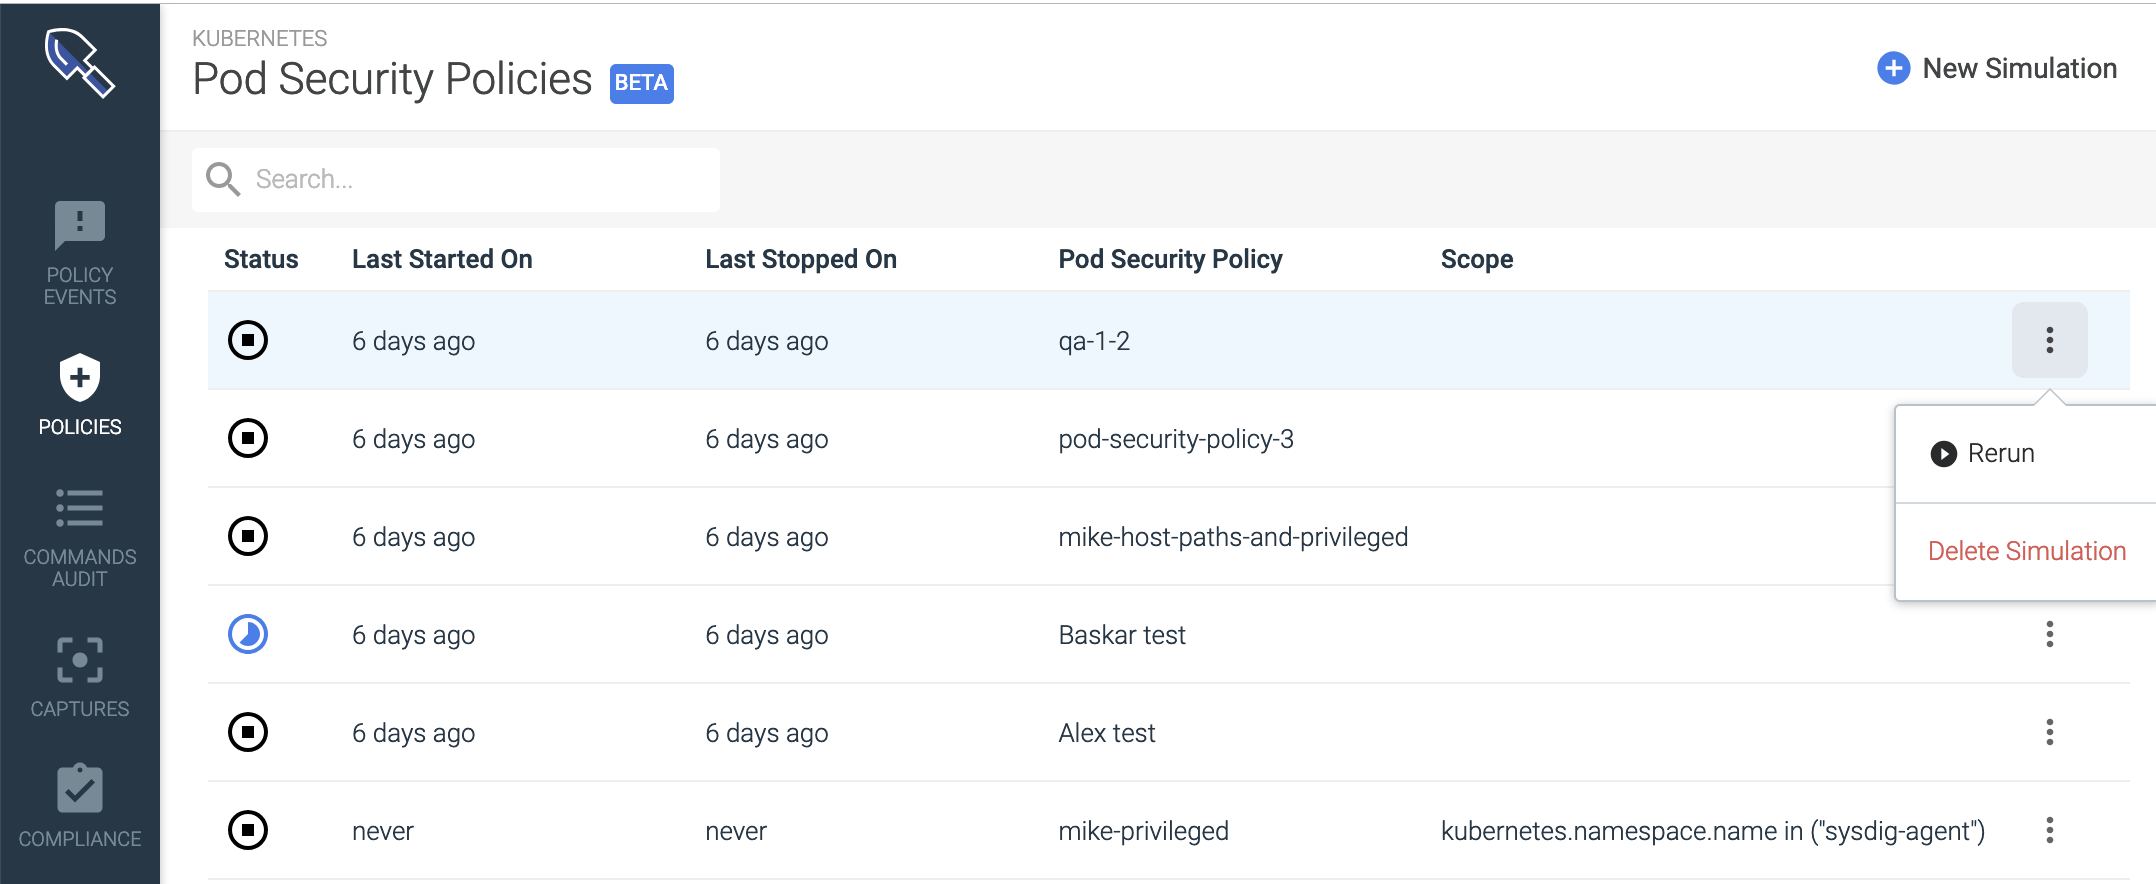 KUBERNETES
Pod Security Policies BETA
New Simulation
Search...
POLICY
EVENTS
POLICIES
COMMANDS
AUDIT
CAPTURES
COMPLIANCE
Status Last Started On Last Stopped On Pod Security Policy Scope
6 days ago 6 days ago qa-1-2
6 days ago 6 days ago pod-security-policy-3
Rerun
6 days ago 6 days ago mike-host-paths-and-privileged
Delete Simulation
6 days ago 6 days ago Baskar test
6 days ago 6 days ago Alex test
never never mike-privileged kubernetes.namespace.name in ("sysdig-agent")